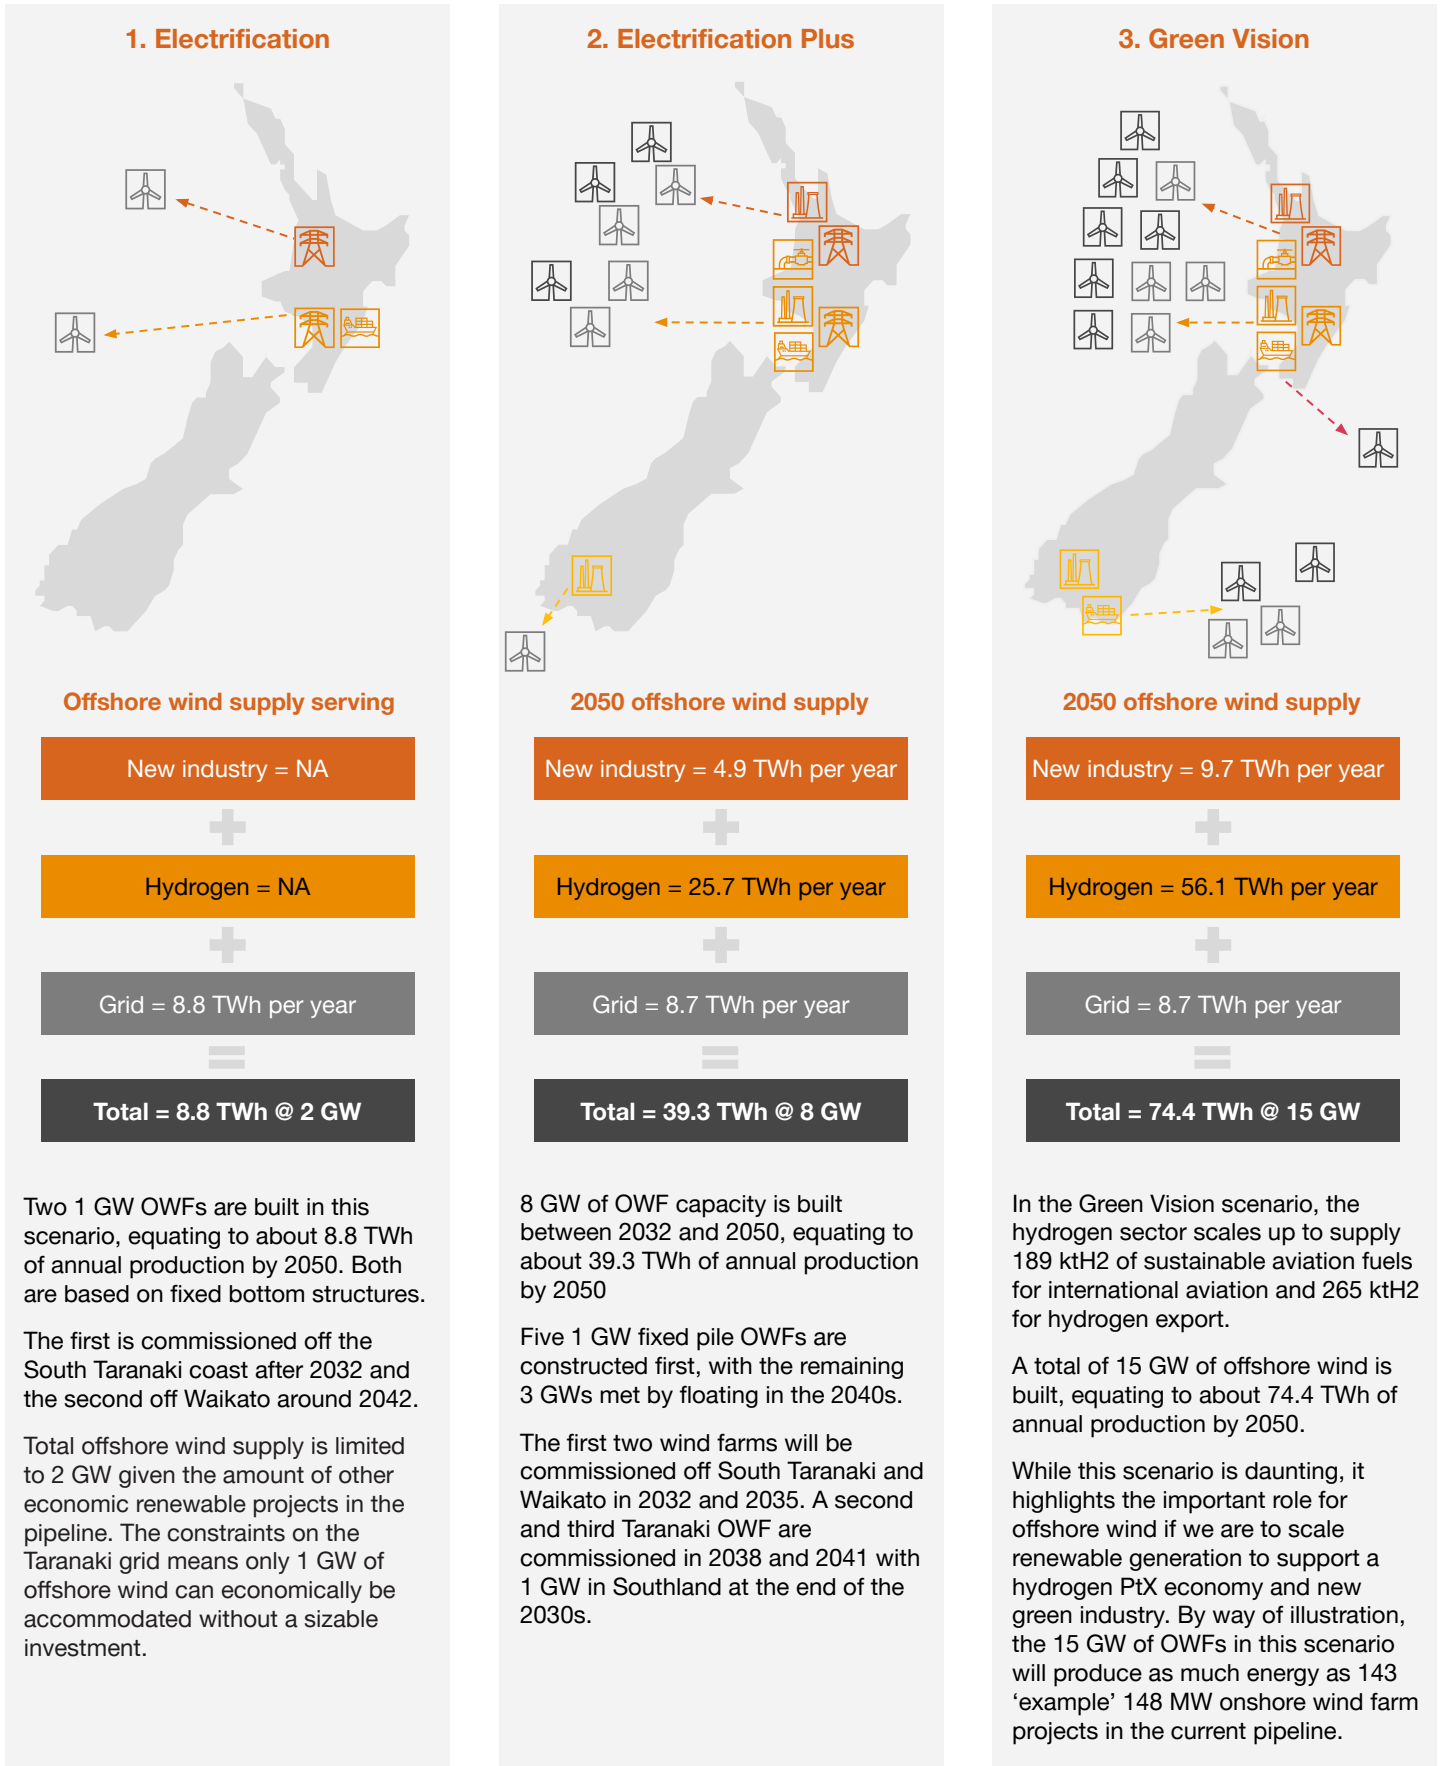 1. Electrification
Offshore wind supply serving
New industry = NA
Hydrogen = NA
Grid = 8.8 TWh per year
Total = 8.8 TWh @ 2 GW
Two 1 GW OWFs are built in this
scenario, equating to about 8.8 TWh
of annual production by 2050. Both
are based on fixed bottom structures.
The first is commissioned off the
South Taranaki coast after 2032 and
the second off Waikato around 2042.
Total offshore wind supply is limited
to 2 GW given the amount of other
economic renewable projects in the
pipeline. The constraints on the
Taranaki grid means only 1 GW of
offshore wind can economically be
accommodated without a sizable
investment.
2. Electrification Plus
2050 offshore wind supply
New industry = 4.9 TWh per year
Hydrogen = 25.7 TWh per year
Grid = 8.7 TWh per year
Total = 39.3 TWh @ 8 GW
8 GW of OWF capacity is built
between 2032 and 2050, equating to
about 39.3 TWh of annual production
by 2050
Five 1 GW fixed pile OWFs are
constructed first, with the remaining
3 GWs met by floating in the 2040s.
The first two wind farms will be
commissioned off South Taranaki and
Waikato in 2032 and 2035. A second
and third Taranaki OWF are
commissioned in 2038 and 2041 with
1 GW in Southland at the end of the
2030s.
3. Green Vision
2050 offshore wind supply
New industry = 9.7 TWh per year
Hydrogen = 56.1 TWh per year
Grid = 8.7 TWh per year
Total = 74.4 TWh @ 15 GW
In the Green Vision scenario, the
hydrogen sector scales up to supply
189 ktH2 of sustainable aviation fuels
for international aviation and 265 ktH2
for hydrogen export.
A total of 15 GW of offshore wind is
built, equating to about 74.4 TWh of
annual production by 2050.
While this scenario is daunting, it
highlights the important role for
offshore wind if we are to scale
renewable generation to support a
hydrogen PtX economy and new
green industry. By way of illustration,
the 15 GW of OWFs in this scenario
will produce as much energy as 143
‘example’ 148 MW onshore wind farm
projects in the current pipeline.